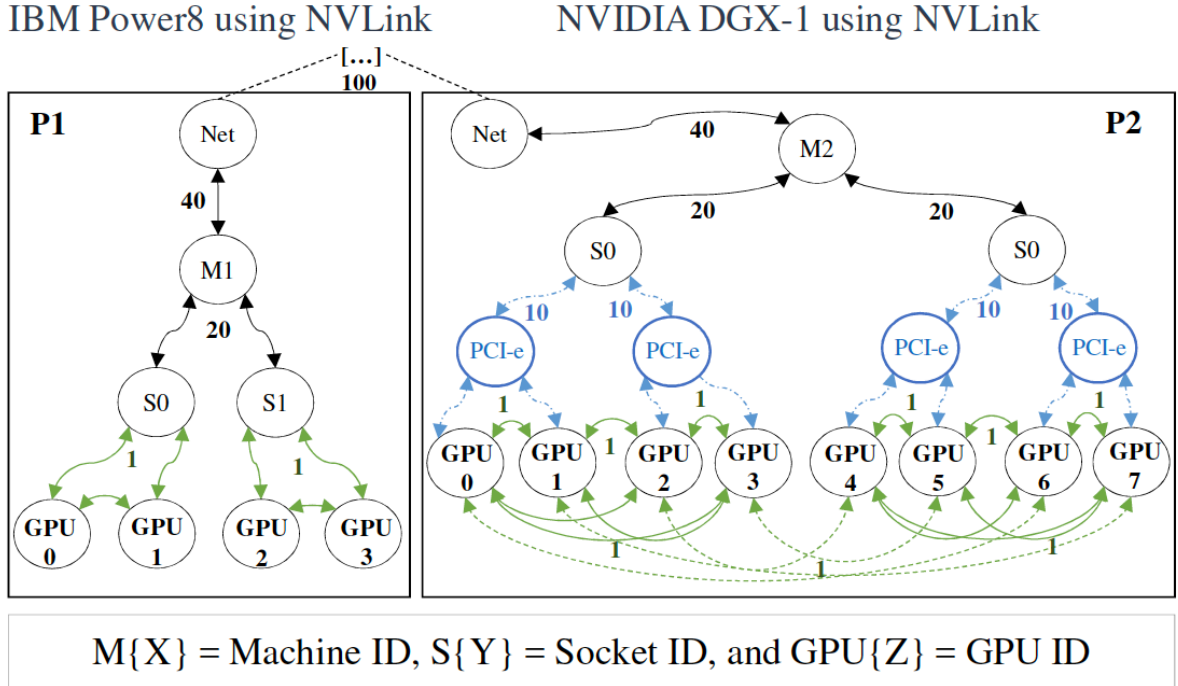 IBM Power8 using NVLink
NVIDIA DGX-1 using NVLink
[...]
100
P1
Net
40
M1
20
S0
S1
1
1
GPU
0
GPU
1
GPU
2
GPU
3
P2
Net
40
M2
20
20
S0
S0
10
10
10
10
PCI-e
PCI-e
PCI-e
PCI-e
1
1
1
1
1
1
GPU
0
GPU
1
GPU
2
GPU
3
GPU
4
GPU
5
GPU
6
GPU
7
1
1
M{X} = Machine ID, S{Y} = Socket ID, and GPU{Z} = GPU ID